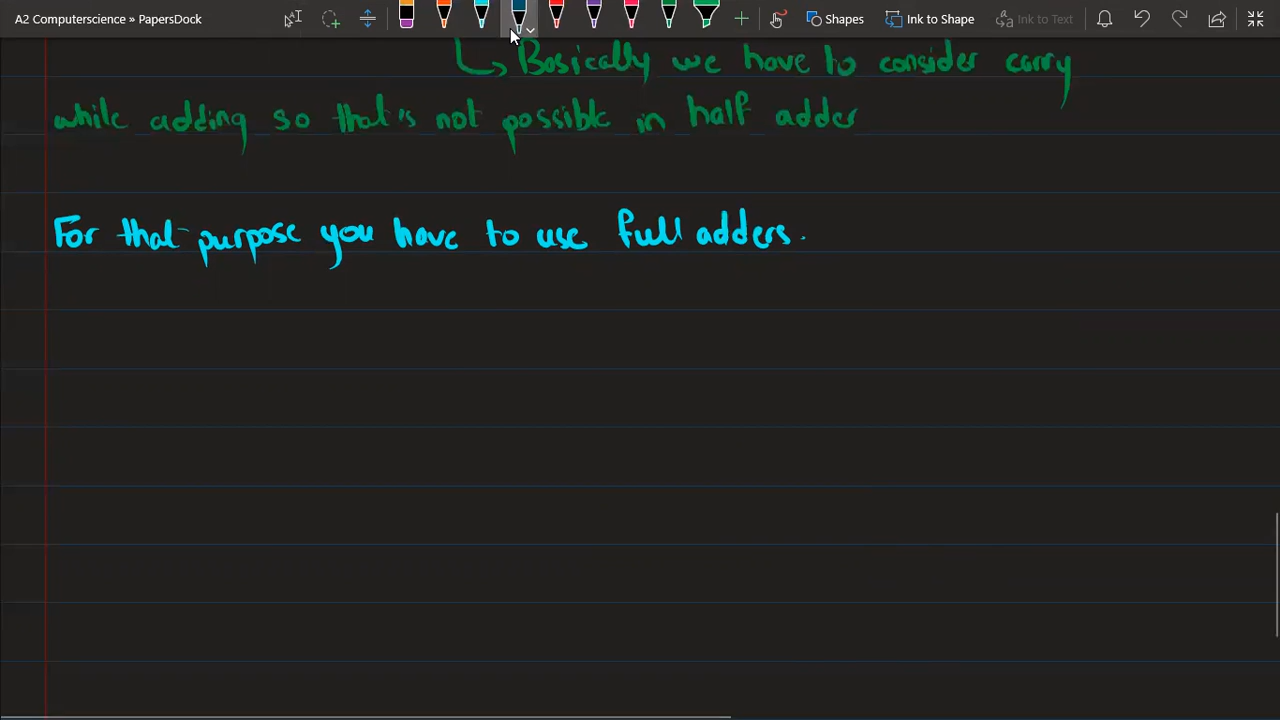 A2 Computerscience » PapersDock
Shapes
Ink to Shape
Ink to Text
Basically we have to consider carry
while adding so that's not possible in half adder
For that purpose you have to use full adders.